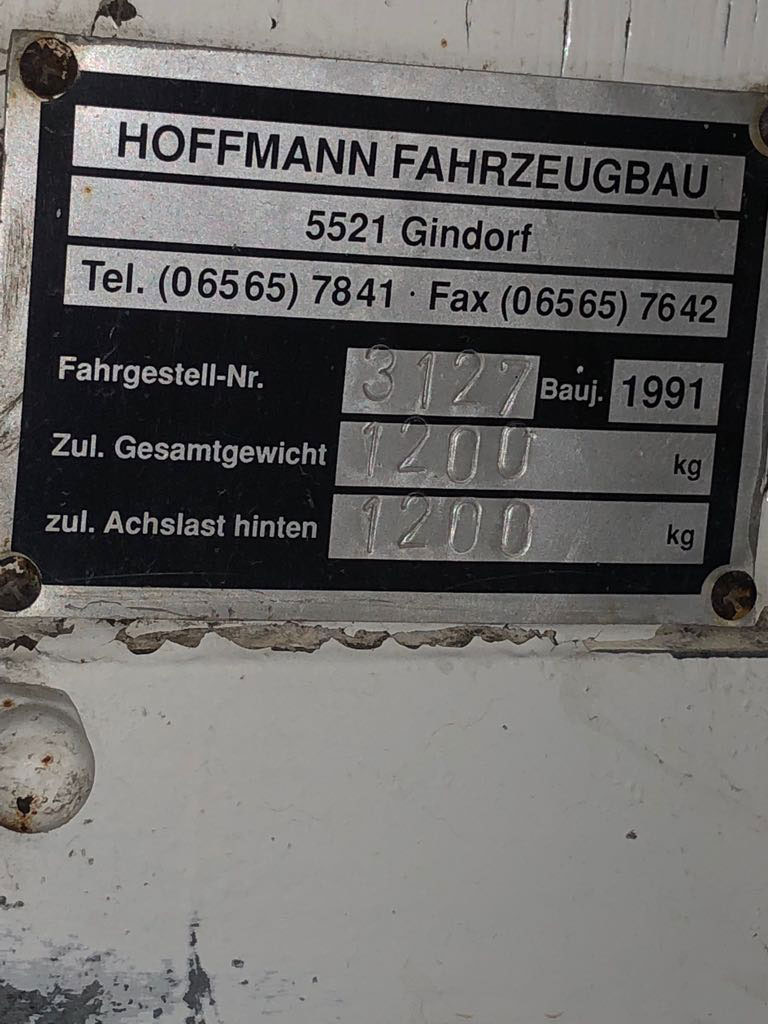 HOFFMANN FAHRZEUGBAU
5521 Gindorf
Tel. (06565) 7841 · Fax (06565) 7642
Fahrgestell-Nr. 3127 Bauj. 1991
Zul. Gesamtgewicht 1200 kg
zul. Achslast hinten 1200 kg